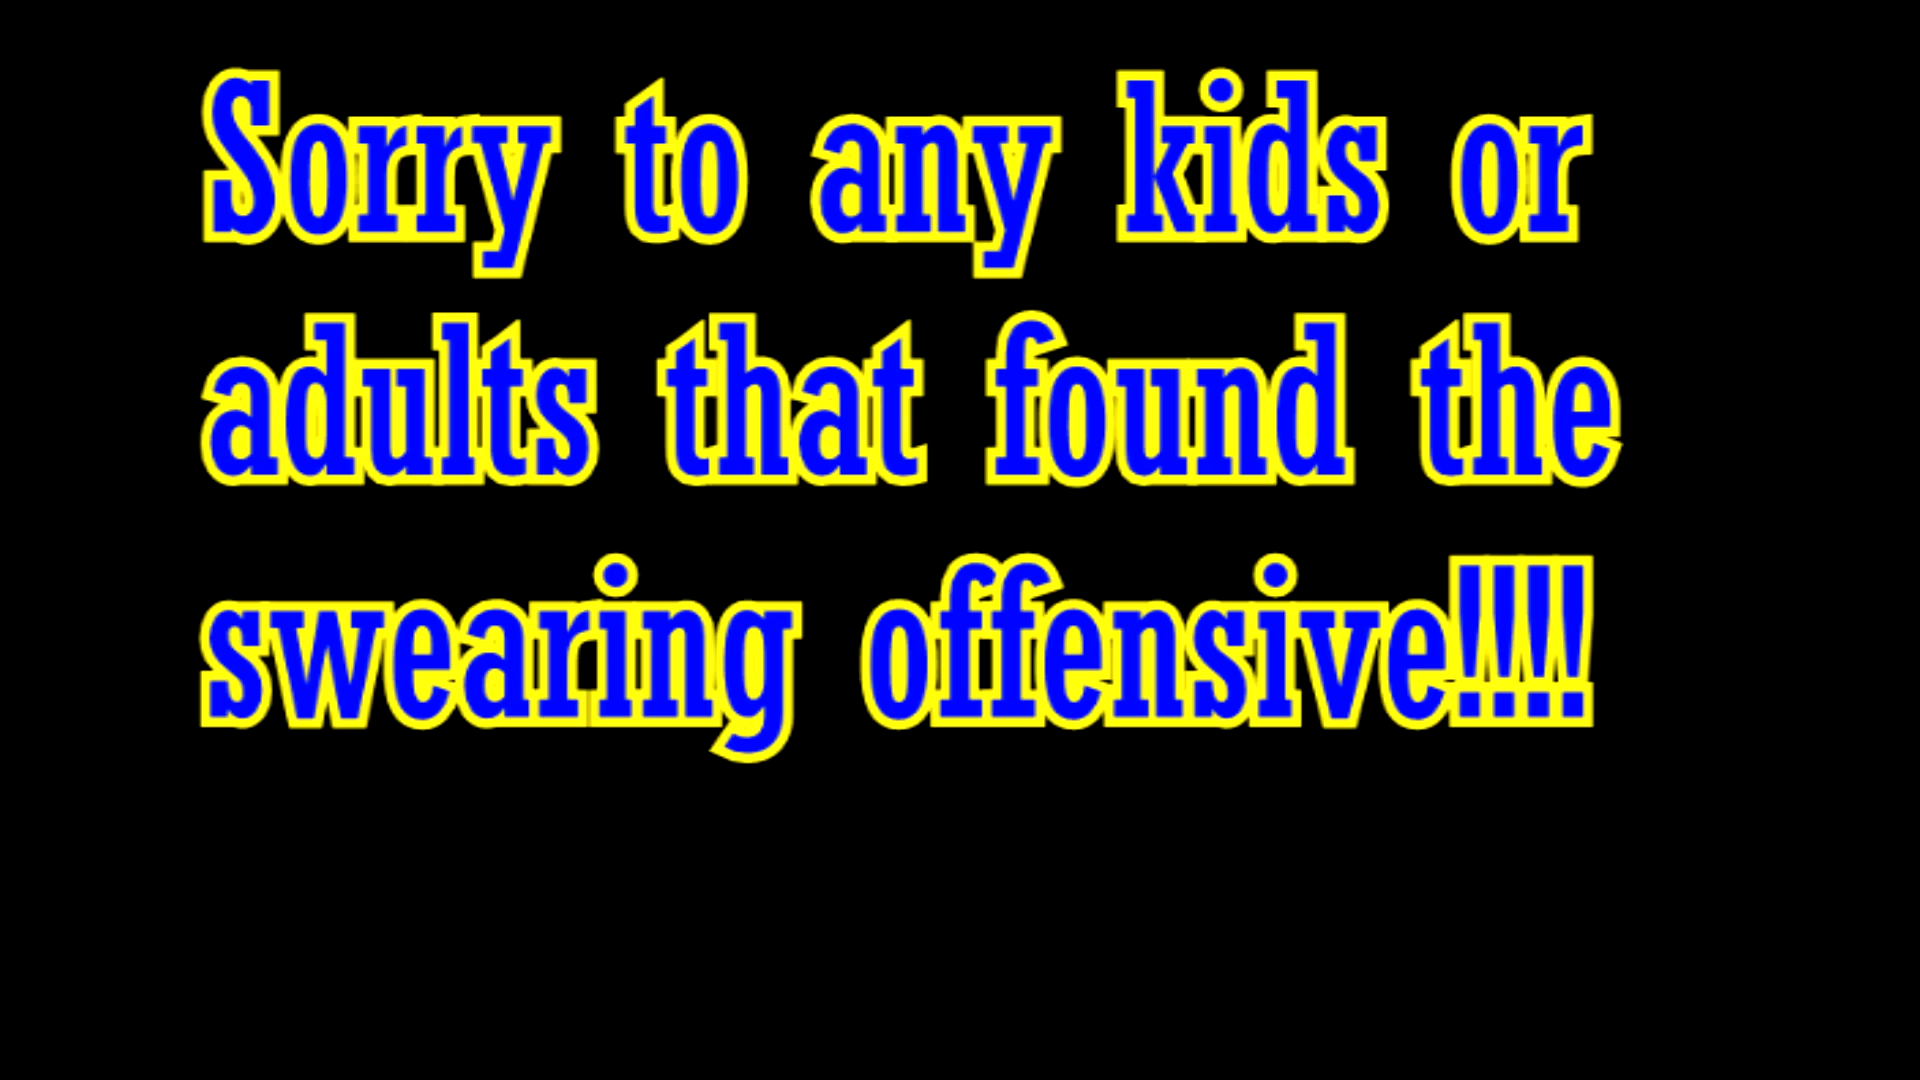 Sorry to any kids or
adults that found the
swearing offensive!!!!